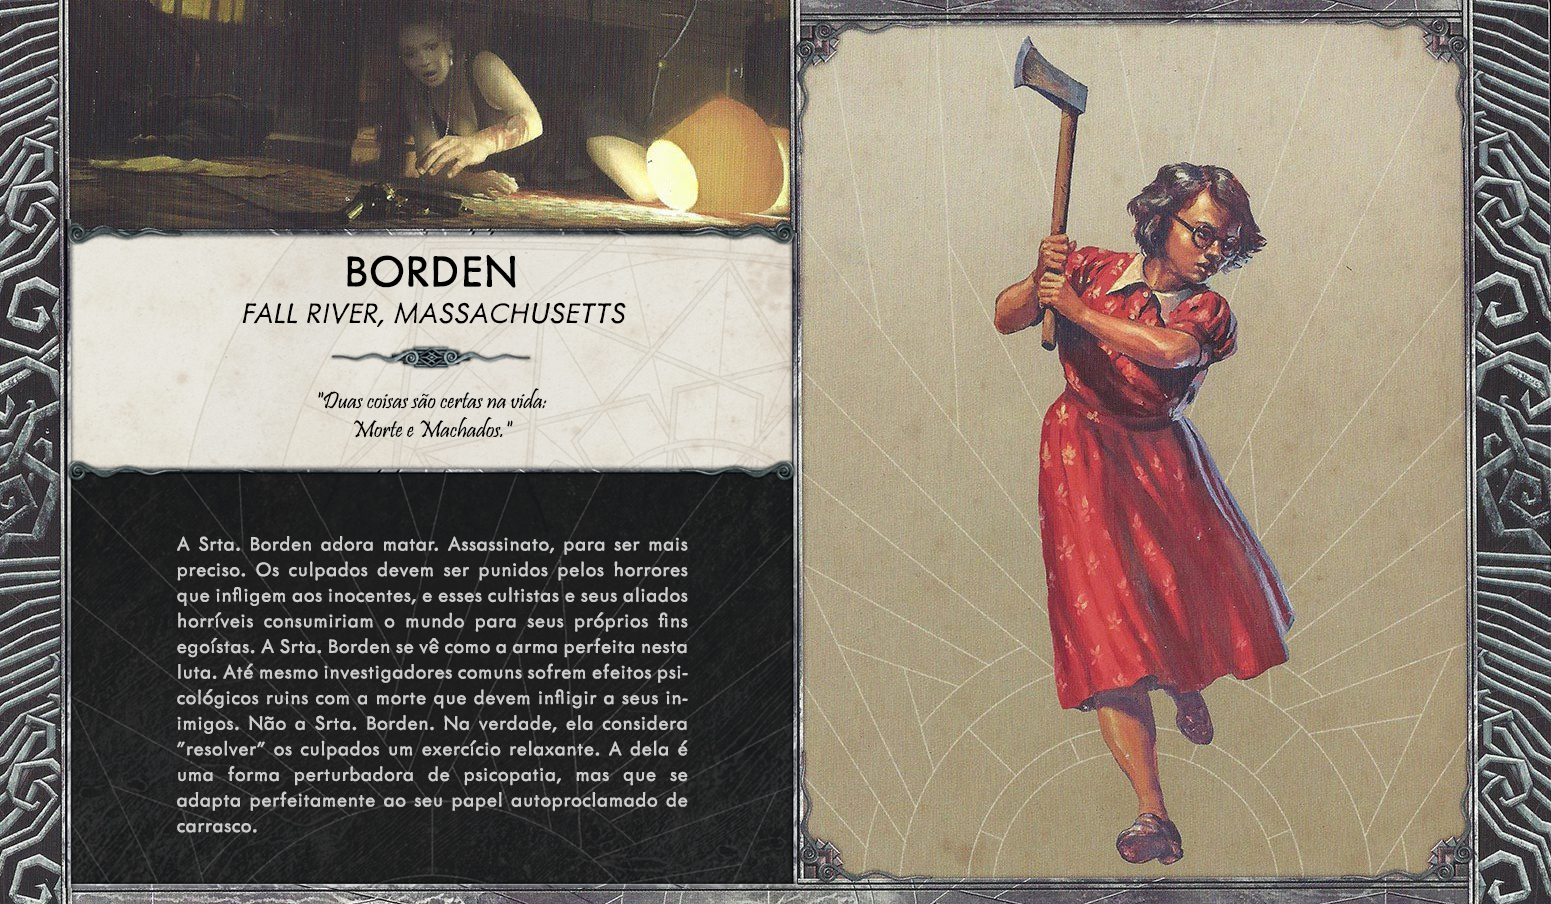 BORDEN
FALL RIVER, MASSACHUSETTS
"Duas coisas são certas na vida:
Morte e Machados."
A Srta. Borden adora matar. Assassinato, para ser mais
preciso. Os culpados devem ser punidos pelos horrores
que infligem aos inocentes, e esses cultistas e seus aliados
horríveis consumiriam o mundo para seus próprios fins
egoístas. A Srta. Borden se vê como a arma perfeita nesta
luta. Até mesmo investigadores comuns sofrem efeitos psi-
cológicos ruins com a morte que devem infligir a seus in-
imigos. Não a Srta. Borden. Na verdade, ela considera
"resolver" os culpados um exercício relaxante. A dela é
uma forma perturbadora de psicopatia, mas que se
adapta perfeitamente ao seu papel autoproclamado de
carrasco.